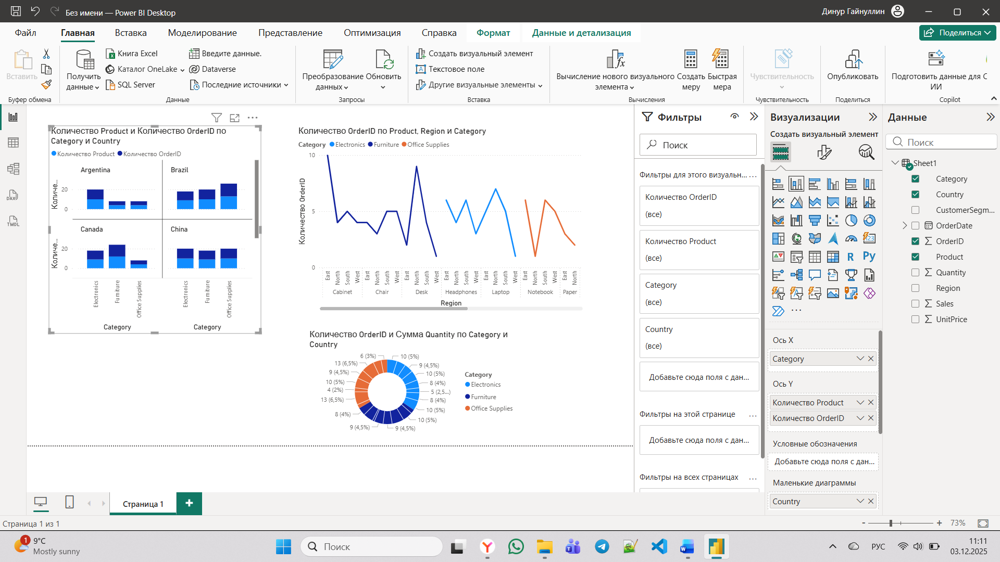 Без имени — Power BI Desktop
Динур Гайнуллин
Файл
Главная
Вставка
Моделирование
Представление
Оптимизация
Справка
Формат
Данные и детализация
Поделиться
Вставить
Буфер обмена
Получить данные
Книга Excel
Каталог OneLake
SQL Server
Введите данные.
Dataverse
Последние источники
Данные
Преобразование данных
Обновить
Запросы
Создать визуальный элемент
Текстовое поле
Другие визуальные элементы
Вставка
Вычисление нового визуального элемента
Создать меру
Быстрая мера
Вычисления
Чувствительность
Чувствительность
Опубликовать
Поделиться
Подготовить данные для С
ИИ
Copilot
DAX
TMDL
Количество Product и Количество OrderID по
Category и Country
Количество Product
Количество OrderID
Argentina
Brazil
Количе...
20
0
Canada
China
Количе...
20
0
Electronics
Furniture
Office Supplies
Electronics
Furniture
Office Supplies
Category
Category
Количество OrderID по Product, Region и Category
Category Electronics Furniture Office Supplies
Количество OrderID
10
5
0
East North South West East North South West East North South West East North South West East North South West East North South West East North
Cabinet Chair Desk Headphones Laptop Notebook Paper
Region
Количество OrderID и Сумма Quantity по Category и
Country
6 (3%)
13 (6,5%)
9 (4,5%)
10 (5%)
4 (2%)
13 (6,5%)
8 (4%)
9 (4,5%)
10 (5%)
9 (4,5%)
10 (5%)
8 (4%)
5 (2,5...)
8 (4%)
10 (5%)
10 (5%)
9 (4,5%)
Category
Electronics
Furniture
Office Supplies
Фильтры
Поиск
Фильтры для этого визуальн... ...
Количество OrderID
(все)
Количество Product
(все)
Category
(все)
Country
(все)
Добавьте сюда поля с дан...
Фильтры на этой странице ...
Добавьте сюда поля с дан...
Фильтры на всех страницах ...
Визуализации
Создать визуальный элемент
123
R
Py
...
Ось X
Category
Ось Y
Количество Product
Количество OrderID
Условные обозначения
Добавьте сюда поля с дан...
Маленькие диаграммы
Country
Данные
Поиск
Sheet1
Category
Country
CustomerSegm...
OrderDate
OrderID
Product
Quantity
Region
Sales
UnitPrice
Страница 1
Страница 1 из 1
- + 73%
1
9°C
Mostly sunny
Поиск
РУС
11:11
03.12.2025